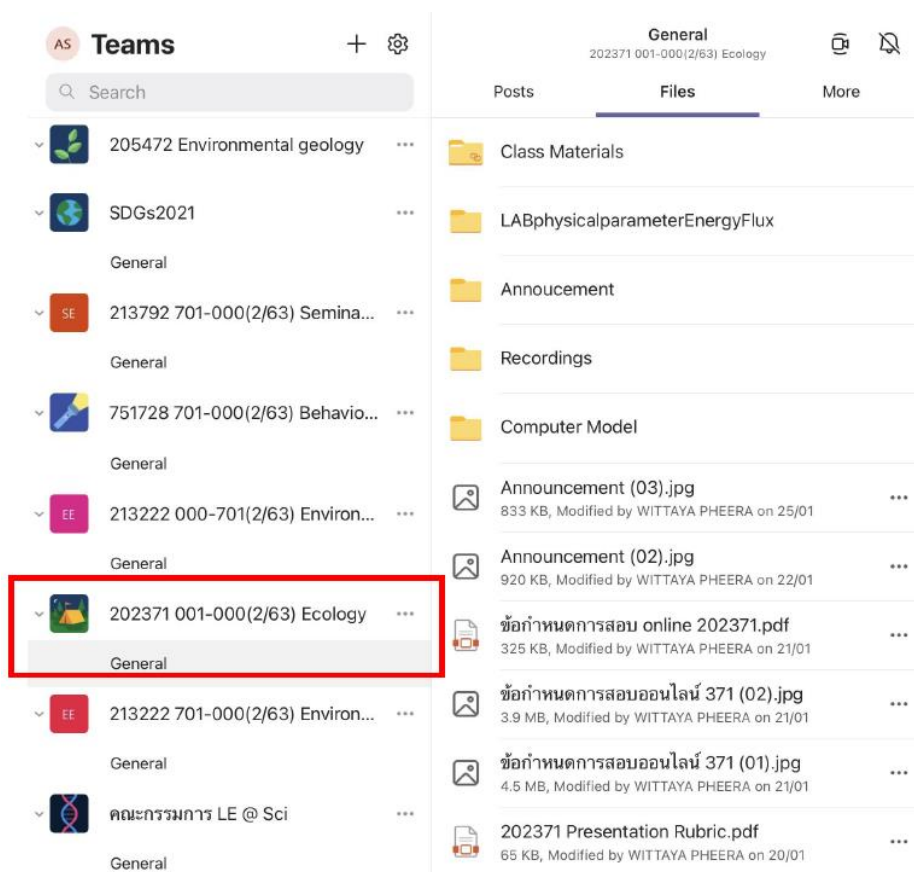 AS Teams
Search
205472 Environmental geology
SDGs2021
General
SE 213792 701-000(2/63) Semina...
General
751728 701-000(2/63) Behavio...
General
EE 213222 000-701(2/63) Environ...
General
202371 001-000(2/63) Ecology
General
EE 213222 701-000(2/63) Environ...
General
คณะกรรมการ LE @ Sci
General
General
202371 001-000(2/63) Ecology
Posts Files More
Class Materials
LABphysicalparameterEnergyFlux
Annoucement
Recordings
Computer Model
Announcement (03).jpg
833 KB, Modified by WITTAYA PHEERA on 25/01
Announcement (02).jpg
920 KB, Modified by WITTAYA PHEERA on 22/01
ข้อกำหนดการสอบ online 202371.pdf
325 KB, Modified by WITTAYA PHEERA on 21/01
ข้อกำหนดการสอบออนไลน์ 371 (02).jpg
3.9 MB, Modified by WITTAYA PHEERA on 21/01
ข้อกำหนดการสอบออนไลน์ 371 (01).jpg
4.5 MB, Modified by WITTAYA PHEERA on 21/01
202371 Presentation Rubric.pdf
65 KB, Modified by WITTAYA PHEERA on 20/01